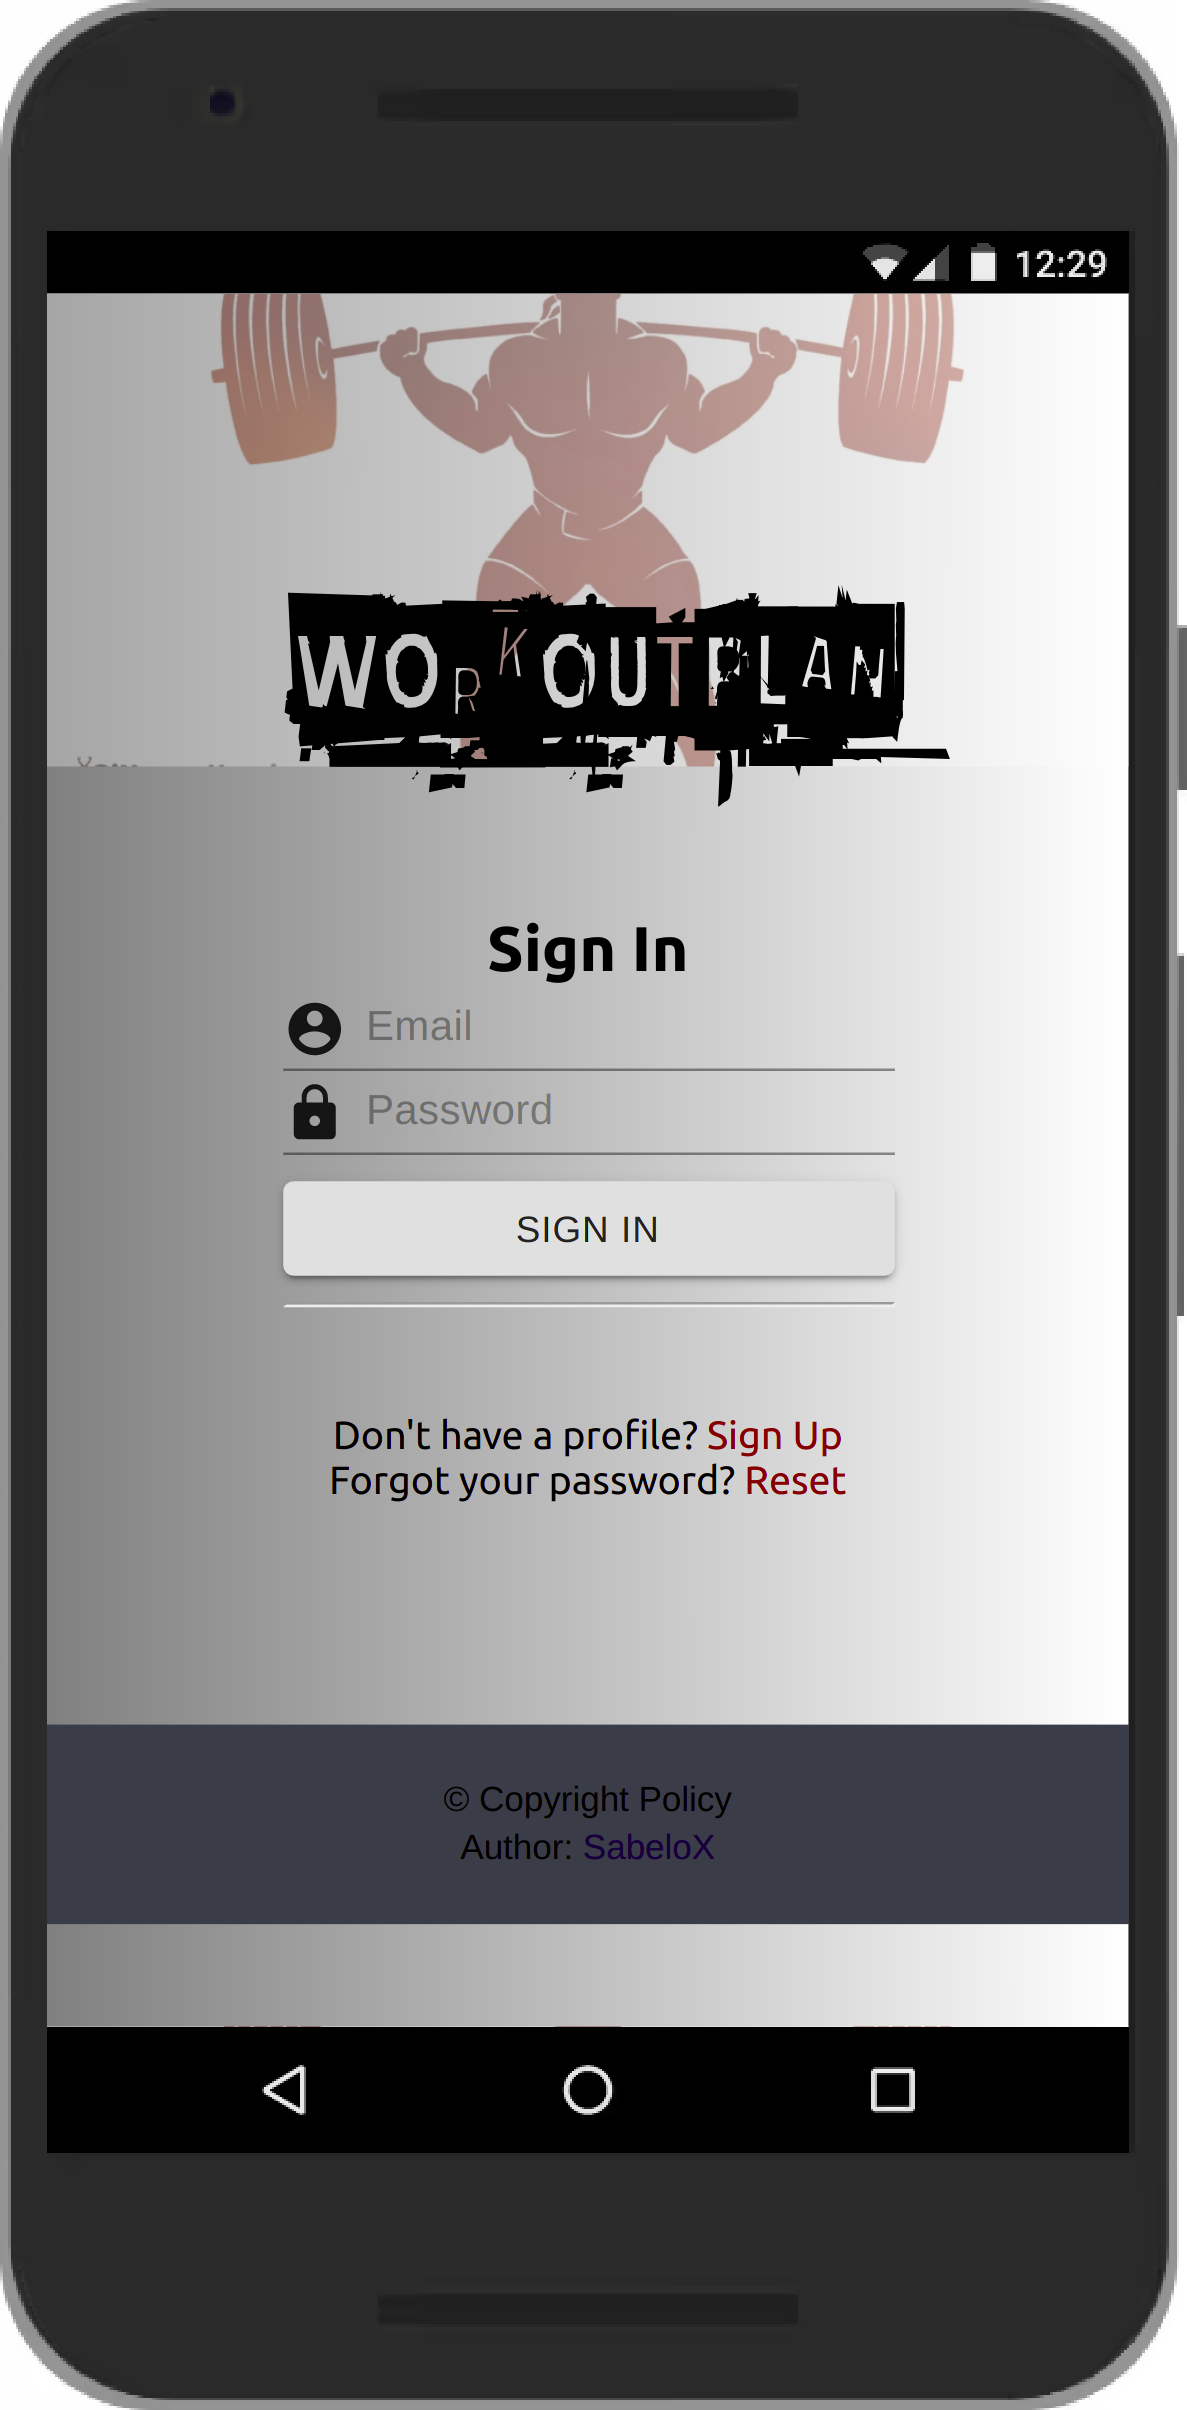 12:29
WORKOUTPLAN
Sign In
Email
Password
SIGN IN
Don't have a profile? Sign Up
Forgot your password? Reset
© Copyright Policy
Author: SabeloX